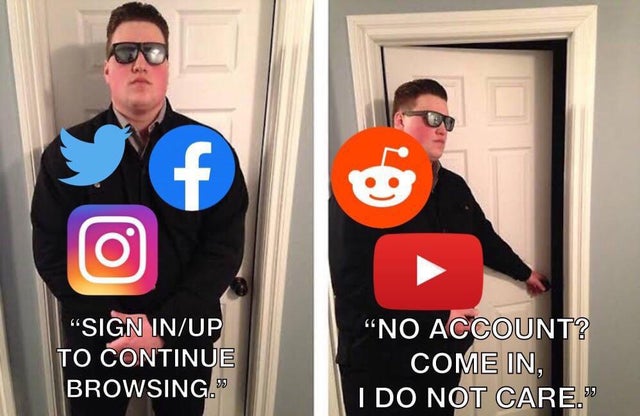 “SIGN IN/UP
TO CONTINUE
BROWSING.”
“NO ACCOUNT?
COME IN,
I DO NOT CARE.”